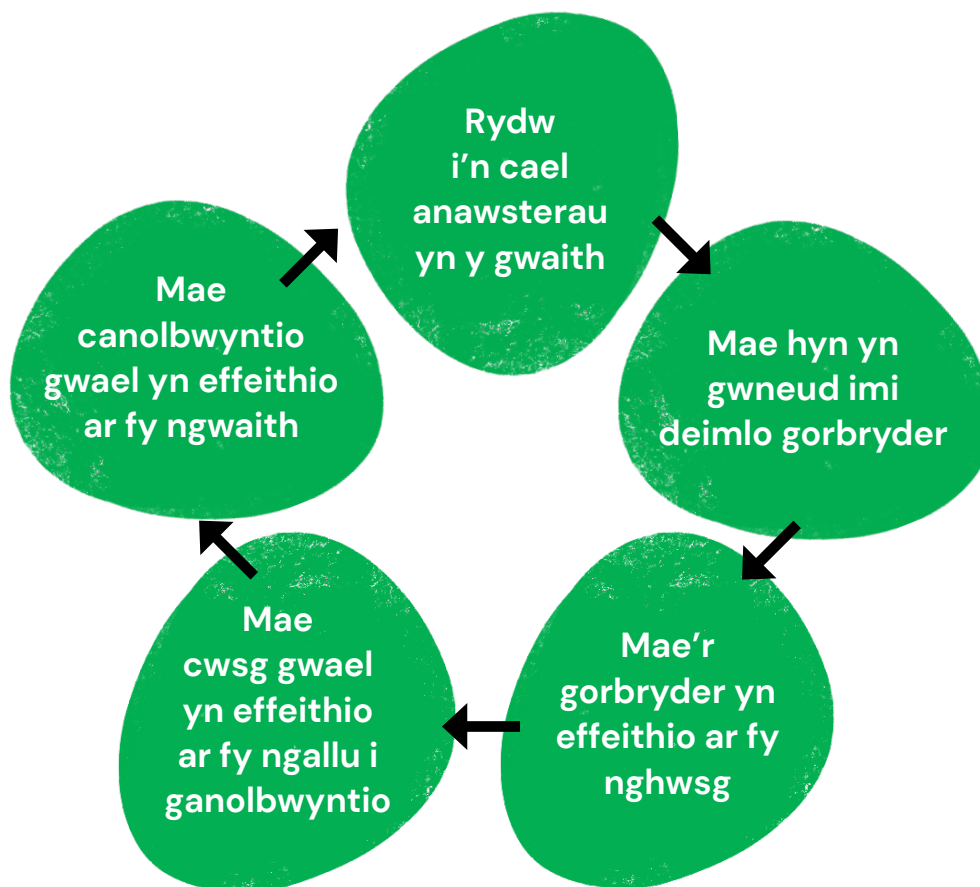 Rydw
i’n cael
anawsterau
yn y gwaith
Mae hyn yn
gwneud imi
deimlo gorbryder
Mae’r
gorbryder yn
effeithio ar fy
nghwsg
Mae
cwsg gwael
yn effeithio
ar fy ngallu i
ganolbwyntio
Mae
canolbwyntio
gwael yn effeithio
ar fy ngwaith